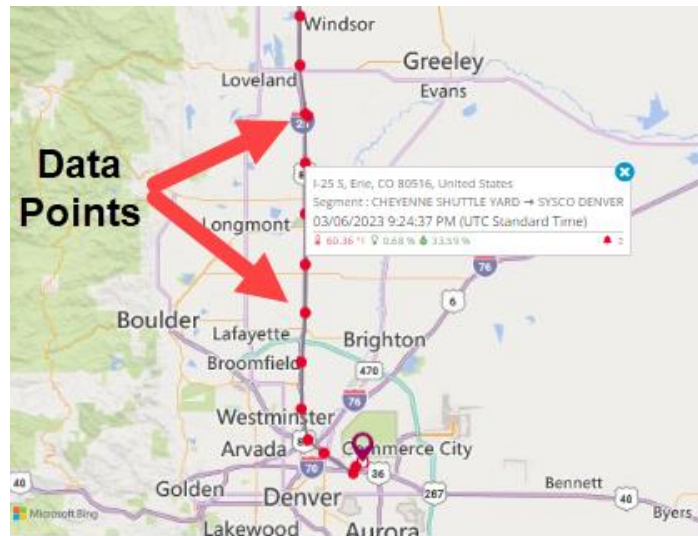 Windsor
Greeley
Loveland
Evans
25
Data
Points
I-25 S, Erie, CO 80516, United States
Segment : CHEYENNE SHUTTLE YARD → SYSCO DENVER
03/06/2023 9:24:37 PM (UTC Standard Time)
60.36 °F 0.68 % 33.59 %
2
Longmont
76
6
Boulder
Lafayette
Brighton
Broomfield
470
76
Westminster
Arvada
Commerce City
70
36
40
Golden
Denver
Bennett
287
40
Byers
Microsoft Bing
Lakewood
Aurora